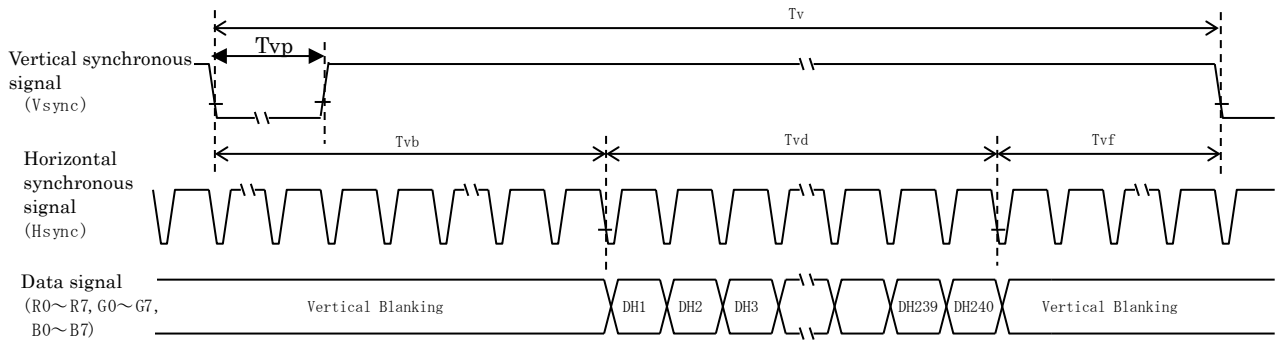 Tv
Tvp
Vertical synchronous
signal
(Vsync)
Tvb
Tvd
Tvf
Horizontal
synchronous
signal
(Hsync)
Data signal
(R0～R7, G0～G7,
B0～B7)
Vertical Blanking
DH1
DH2
DH3
DH239
DH240
Vertical Blanking